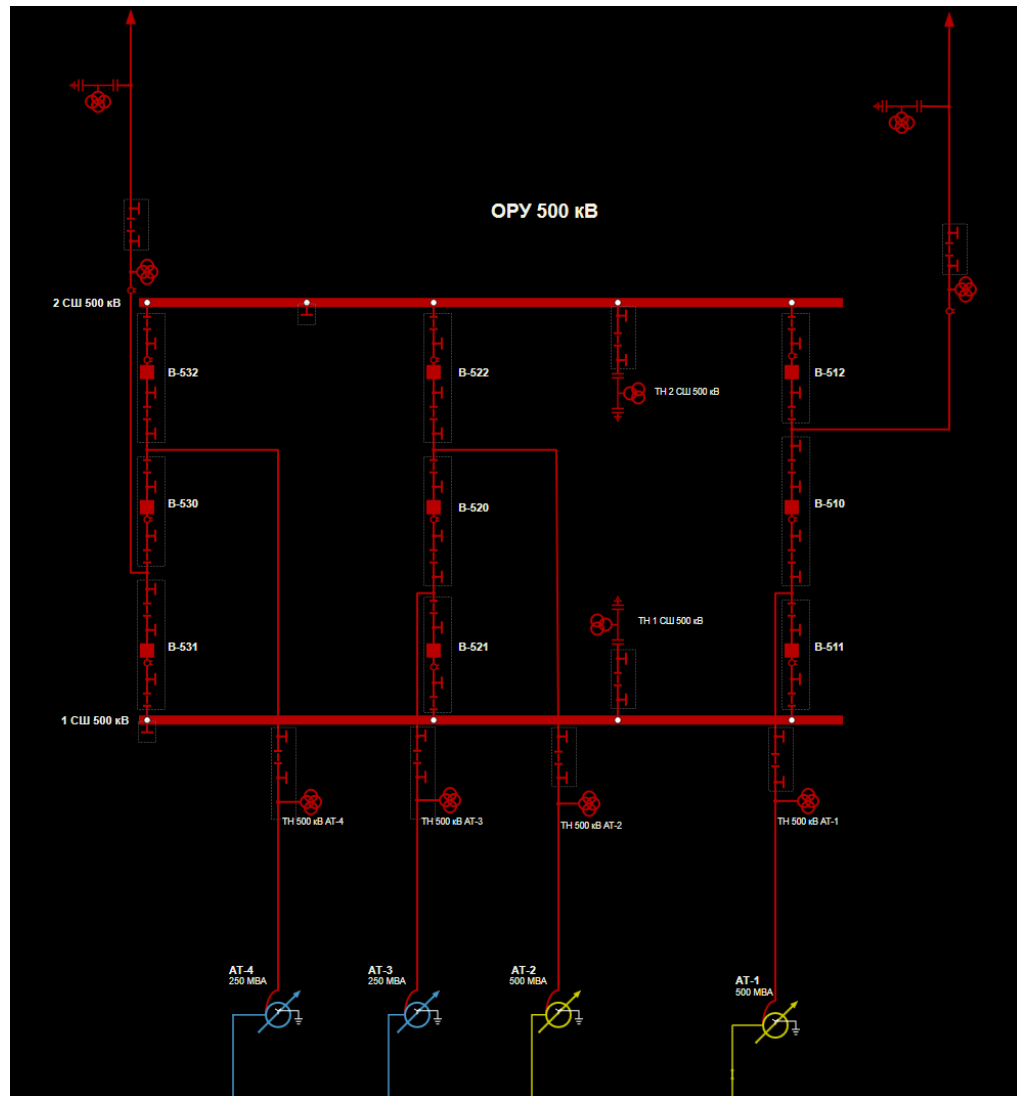 ОРУ 500 кВ
2 СШ 500 кВ
В-532
В-522
В-512
ТН 2 СШ 500 кВ
В-530
В-520
В-510
ТН 1 СШ 500 кВ
В-531
В-521
В-511
1 СШ 500 кВ
ТН 500 кВ АТ-4
ТН 500 кВ АТ-3
ТН 500 кВ АТ-2
ТН 500 кВ АТ-1
АТ-4
250 МВА
АТ-3
250 МВА
АТ-2
500 МВА
АТ-1
500 МВА